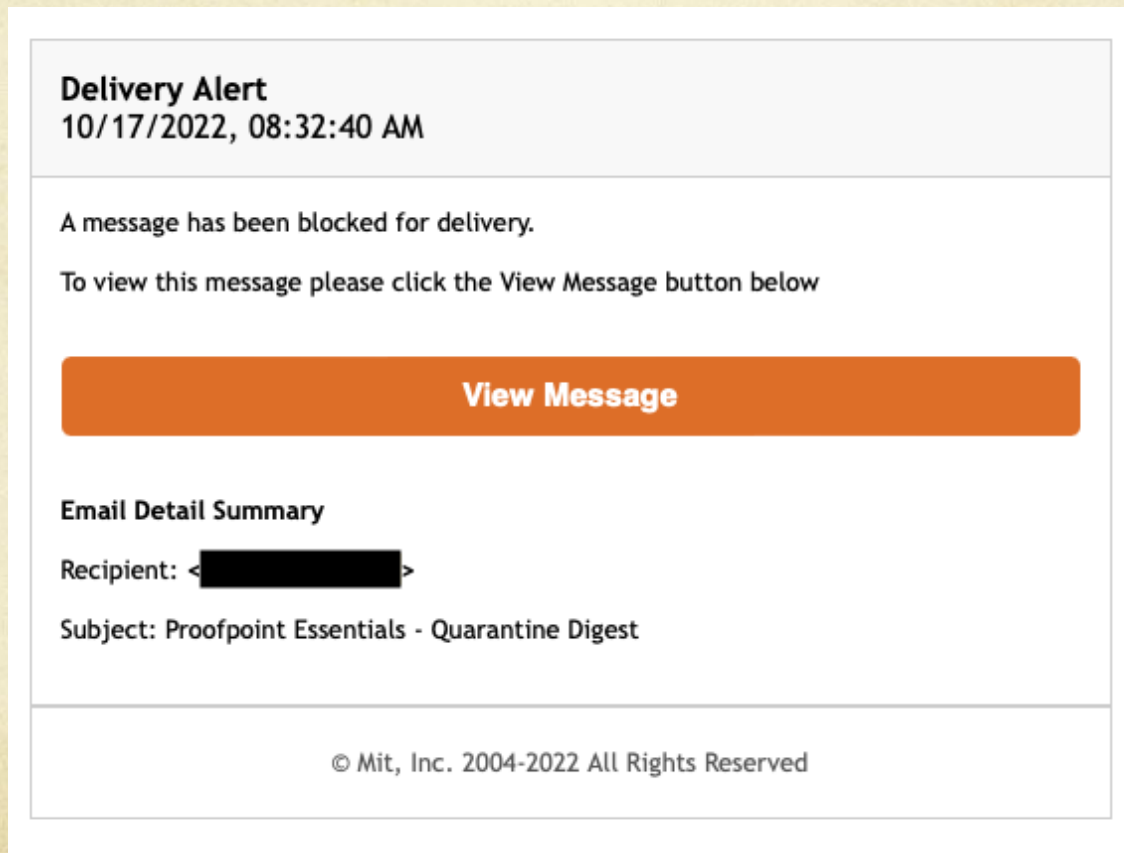 Delivery Alert
10/17/2022, 08:32:40 AM
A message has been blocked for delivery.
To view this message please click the View Message button below
View Message
Email Detail Summary
Recipient: < >
Subject: Proofpoint Essentials - Quarantine Digest
© Mit, Inc. 2004-2022 All Rights Reserved